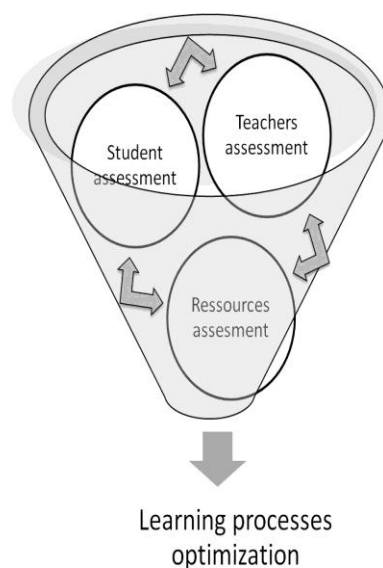 Student
assessment
Teachers
assessment
Ressources
assesment
Learning processes
optimization